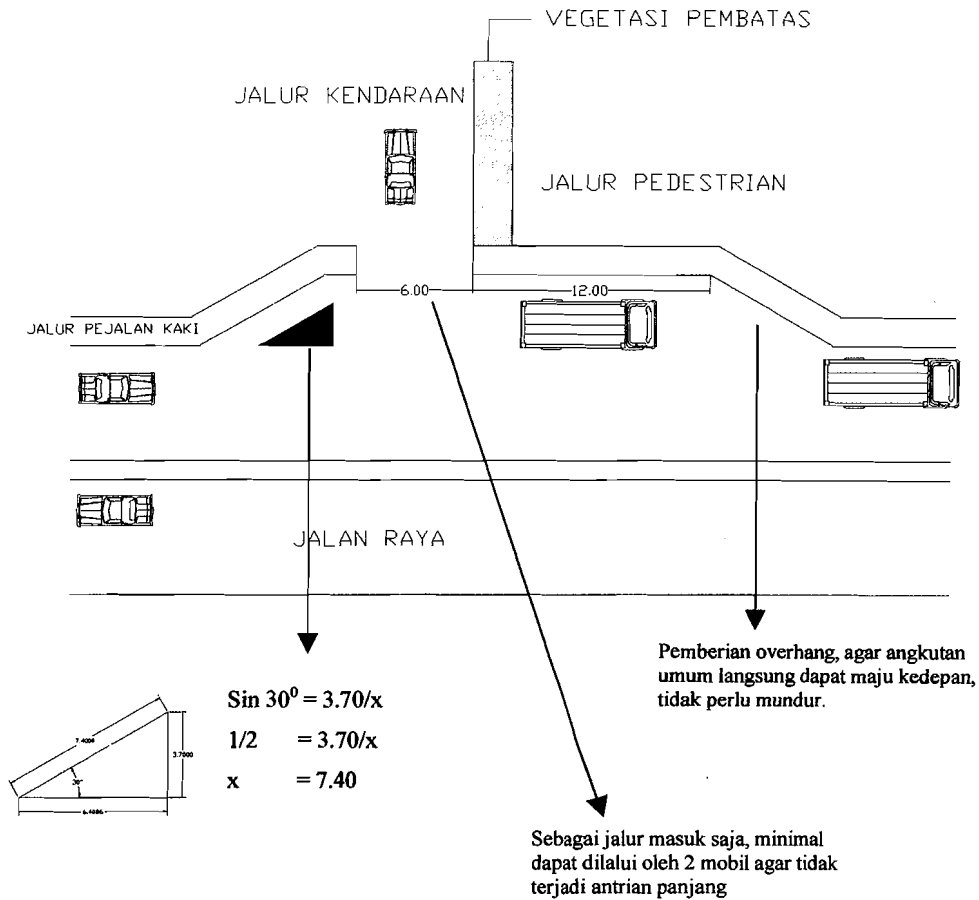 VEGETASI PEMBATAS
JALUR KENDARAAN
JALUR PEDESTRIAN
6.00
12.00
JALUR PEJALAN KAKI
JALAN RAYA
Pemberian overhang, agar angkutan
umum langsung dapat maju kedepan,
tidak perlu mundur.
Sin 30⁰ = 3.70/x
1/2 = 3.70/x
x = 7.40
7.4000
3.7000
30°
6.4086
Sebagai jalur masuk saja, minimal
dapat dilalui oleh 2 mobil agar tidak
terjadi antrian panjang